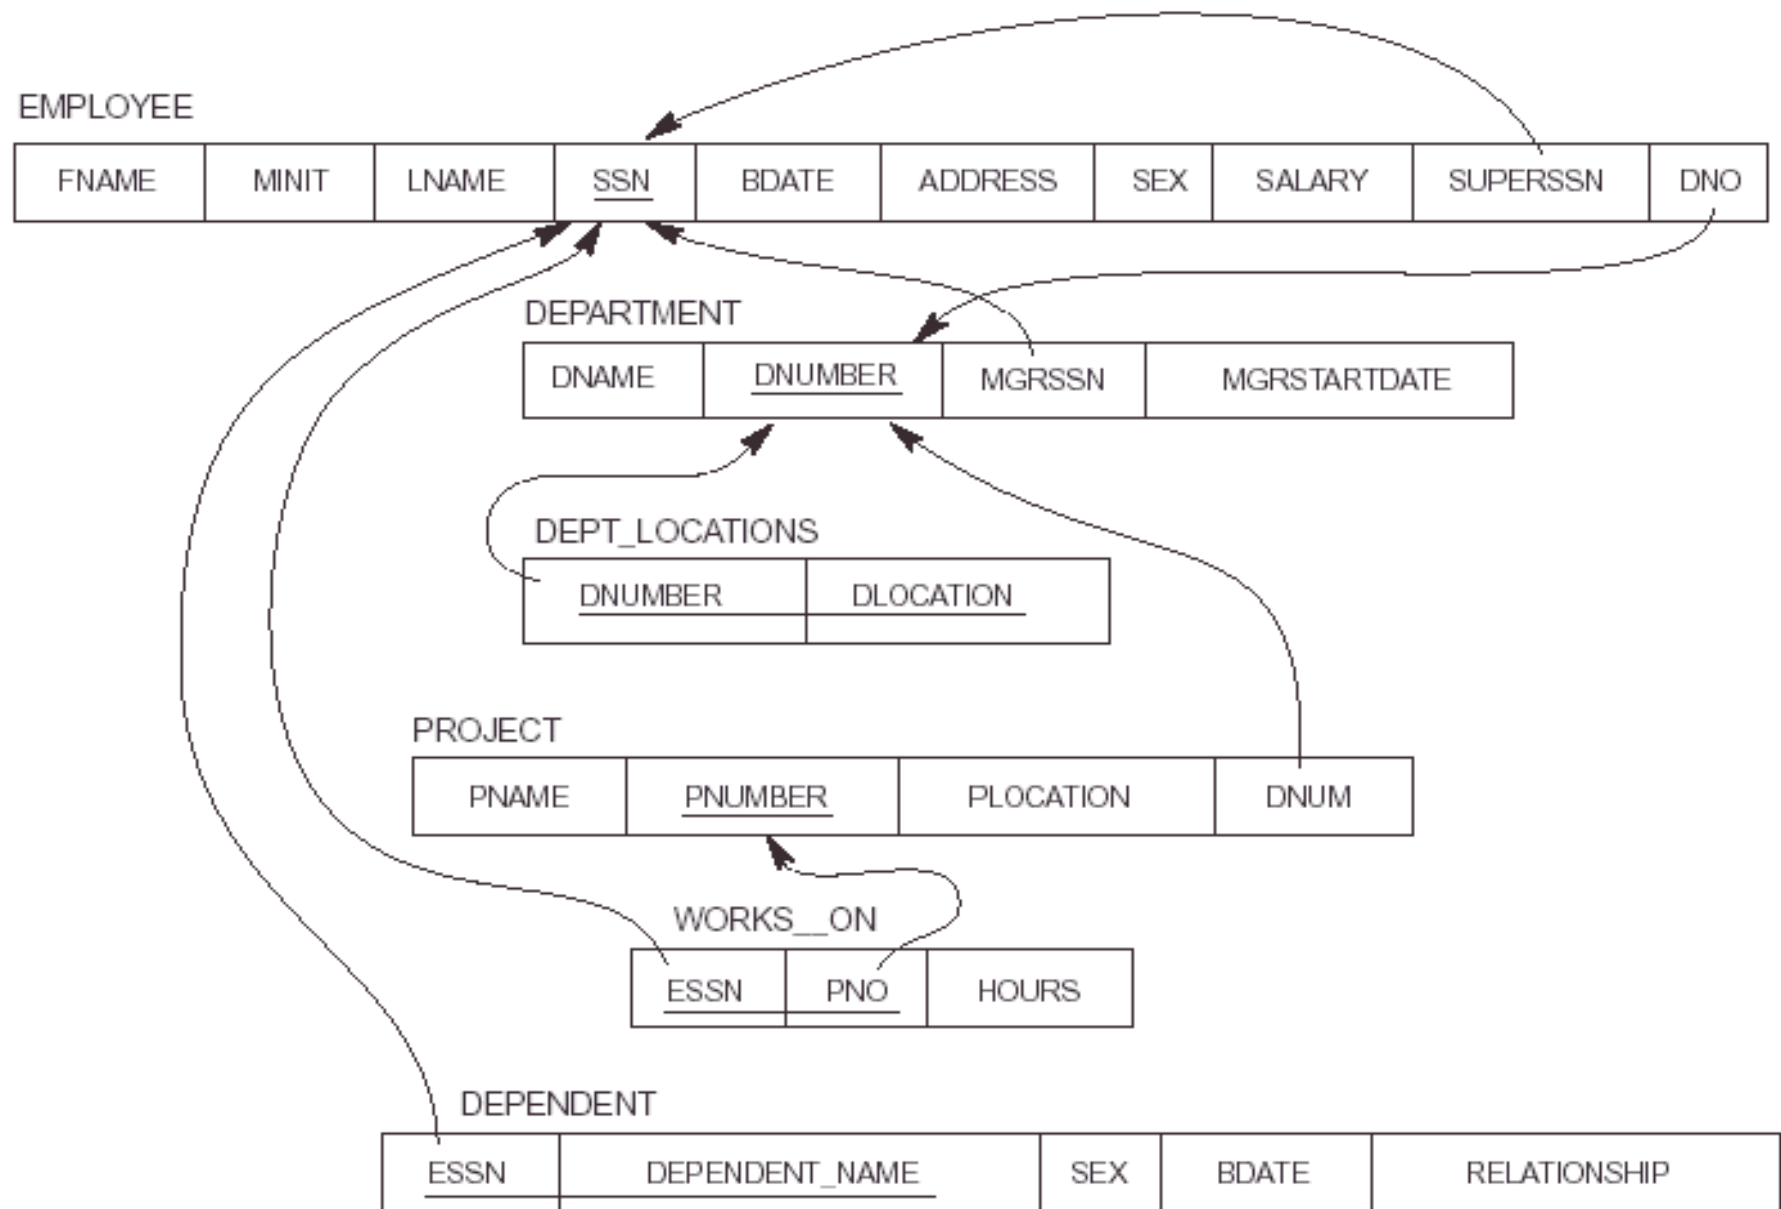 EMPLOYEE
FNAME MINIT LNAME SSN BDATE ADDRESS SEX SALARY SUPERSSN DNO
DEPARTMENT
DNAME DNUMBER MGRSSN MGRSTARTDATE
DEPT_LOCATIONS
DNUMBER DLOCATION
PROJECT
PNAME PNUMBER PLOCATION DNUM
WORKS__ON
ESSN PNO HOURS
DEPENDENT
ESSN DEPENDENT_NAME SEX BDATE RELATIONSHIP